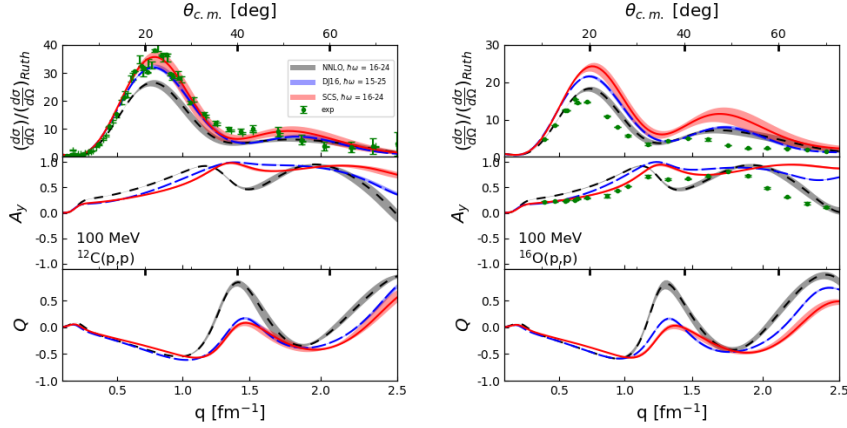 θc.m. [deg]
0 20 40 60
40
30
20
10
(dσ/dΩ)/(dσ/dΩ)Ruth
NNLO, ħω = 16-24
DJ16, ħω = 15-25
SCS, ħω = 16-24
exp
1.0
0.5
0.0
0.5
1.0
Ay
100 MeV
12C(p,p)
0.5
0.0
-0.5
-1.0
Q
0.5 1.0 1.5 2.0 2.5
q [fm−1]
θc.m. [deg]
0 20 40 60
30
20
10
(dσ/dΩ)/(dσ/dΩ)Ruth
1.0
0.5
0.0
0.5
1.0
Ay
100 MeV
16O(p,p)
0.5
0.0
-0.5
-1.0
Q
0.5 1.0 1.5 2.0 2.5
q [fm−1]